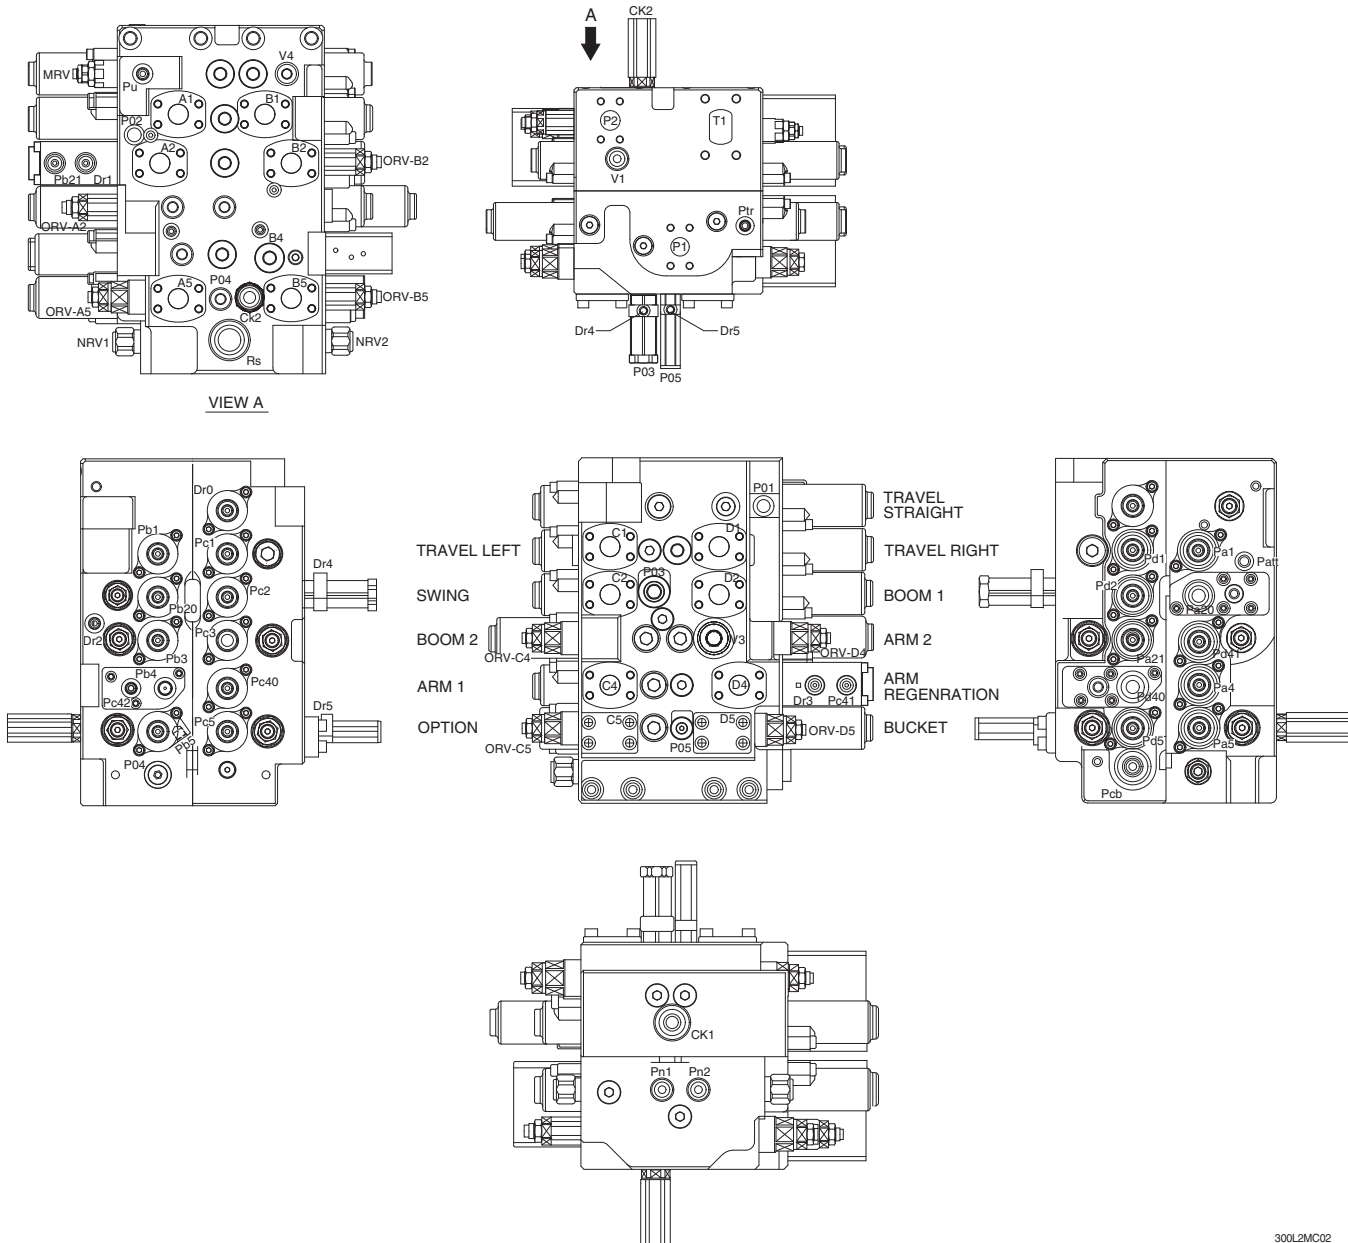 MRV
Pu
V4
A1
B1
P02
A2
B2
ORV-B2
Pb21
Dr1
ORV-A2
B4
A5
P04
B5
ORV-B5
ORV-A5
Ck2
NRV1
NRV2
Rs
VIEW A
A
CK2
P2
T1
V1
Ptr
P1
Dr4
Dr5
P03
P05
Dr0
Pb1
Pc1
Dr4
Pc2
Pb20
Dr2
Pc3
Pb3
Pb4
Pc40
Pc42
Pc5
Dr5
Pb5
P04
P01
TRAVEL
STRAIGHT
C1
D1
TRAVEL LEFT
TRAVEL RIGHT
P03
C2
D2
SWING
BOOM 1
BOOM 2
V3
ARM 2
ORV-C4
ORV-D4
ARM 1
C4
D4
ARM
REGENRATION
Dr3
Pc41
OPTION
C5
D5
ORV-D5
BUCKET
ORV-C5
P05
Pd1
Pa1
Patt
Pd2
Pa20
Pa21
Pd41
Pd40
Pa4
Pd5
Pa5
Pcb
CK1
Pn1
Pn2
300L2MC02